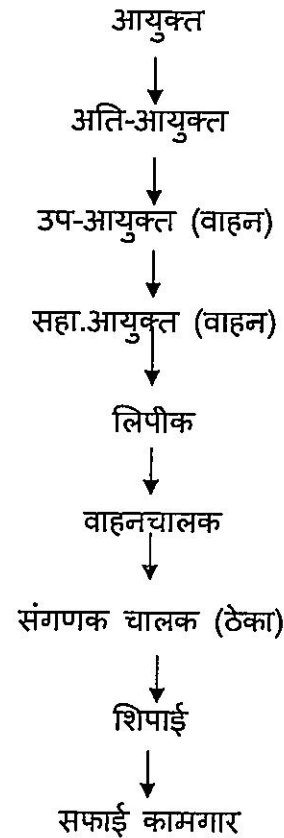 आयुक्त
अति-आयुक्त
उप-आयुक्त (वाहन)
सहा.आयुक्त (वाहन)
लिपीक
वाहनचालक
संगणक चालक (ठेका)
शिपाई
सफाई कामगार